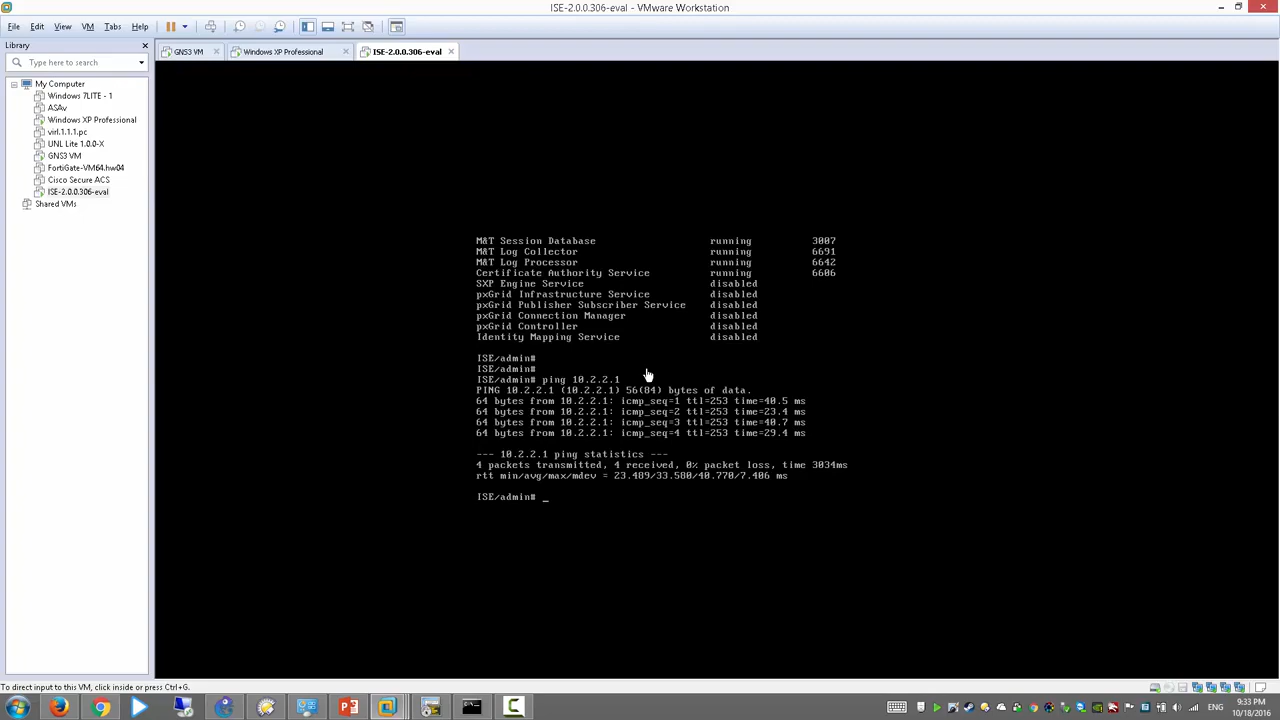 ISE-2.0.0.306-eval - VMware Workstation
File Edit View VM Tabs Help
Library
GNS3 VM
Windows XP Professional
ISE-2.0.0.306-eval
Type here to search
My Computer
Windows 7LITE - 1
ASAv
Windows XP Professional
virl.1.1.1.pc
UNL Lite 1.0.0-X
GNS3 VM
FortiGate-VM64.hw04
Cisco Secure ACS
ISE-2.0.0.306-eval
Shared VMs
M&T Session Database running 3007
M&T Log Collector running 6691
M&T Log Processor running 6642
Certificate Authority Service running 6606
SXP Engine Service disabled
pxGrid Infrastructure Service disabled
pxGrid Publisher Subscriber Service disabled
pxGrid Connection Manager disabled
pxGrid Controller disabled
Identity Mapping Service disabled
ISE/admin#
ISE/admin#
ISE/admin# ping 10.2.2.1
PING 10.2.2.1 (10.2.2.1) 56(84) bytes of data.
64 bytes from 10.2.2.1: icmp_seq=1 ttl=253 time=40.5 ms
64 bytes from 10.2.2.1: icmp_seq=2 ttl=253 time=23.4 ms
64 bytes from 10.2.2.1: icmp_seq=3 ttl=253 time=40.7 ms
64 bytes from 10.2.2.1: icmp_seq=4 ttl=253 time=29.4 ms
--- 10.2.2.1 ping statistics ---
4 packets transmitted, 4 received, 0% packet loss, time 3034ms
rtt min/avg/max/mdev = 23.489/33.580/40.770/7.406 ms
ISE/admin# _
To direct input to this VM, click inside or press Ctrl+G.
ENG
9:33 PM
10/18/2016